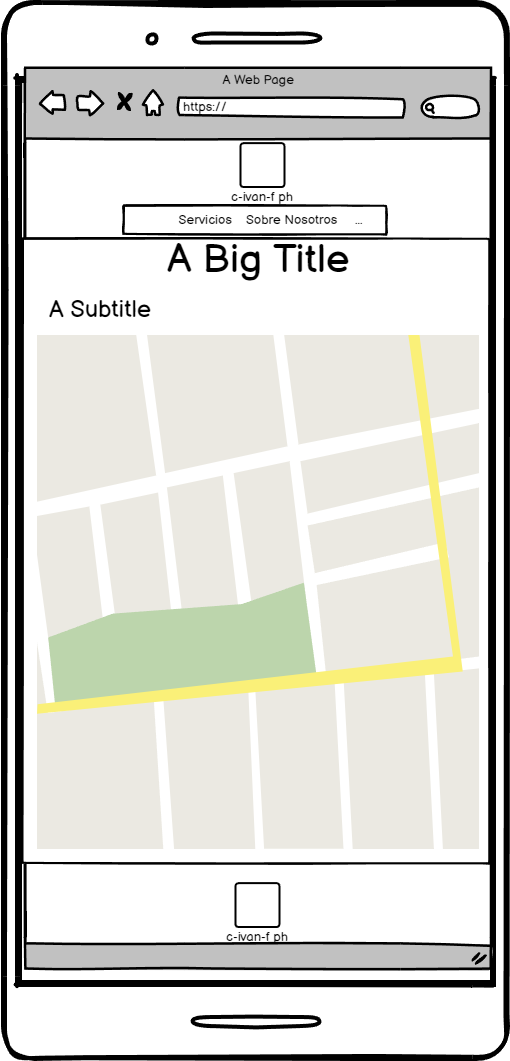 A Web Page
https://
c-ivan-f ph
Servicios Sobre Nosotros ...
A Big Title
A Subtitle
c-ivan-f ph